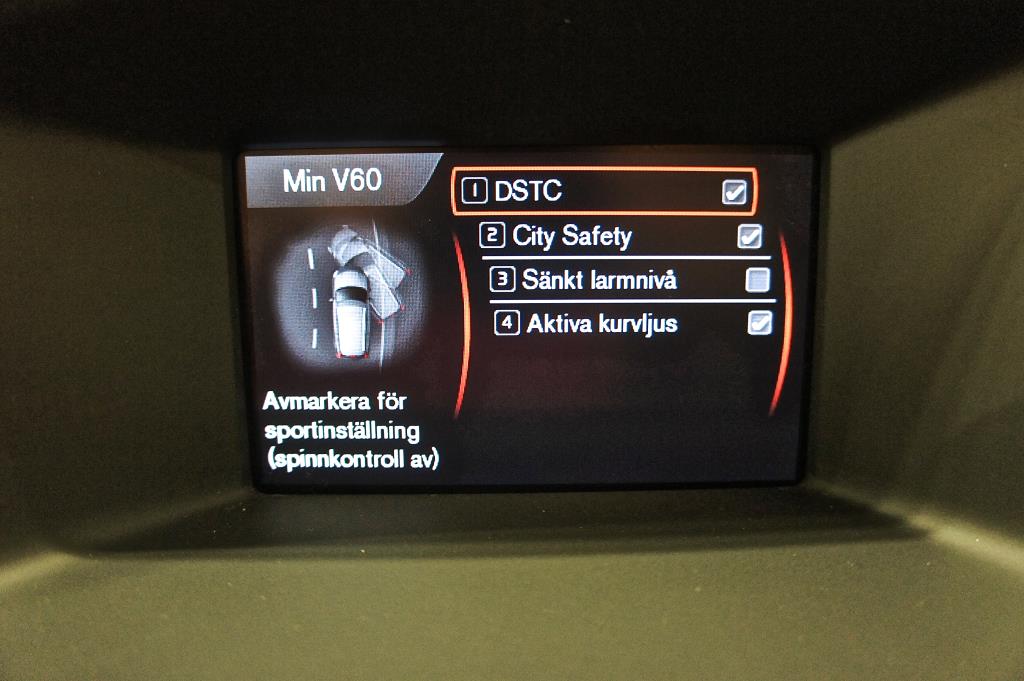 Min V60
1 DSTC
2 City Safety
3 Sänkt larmnivå
4 Aktiva kurvljus
Avmarkera för
sportinställning
(spinnkontroll av)